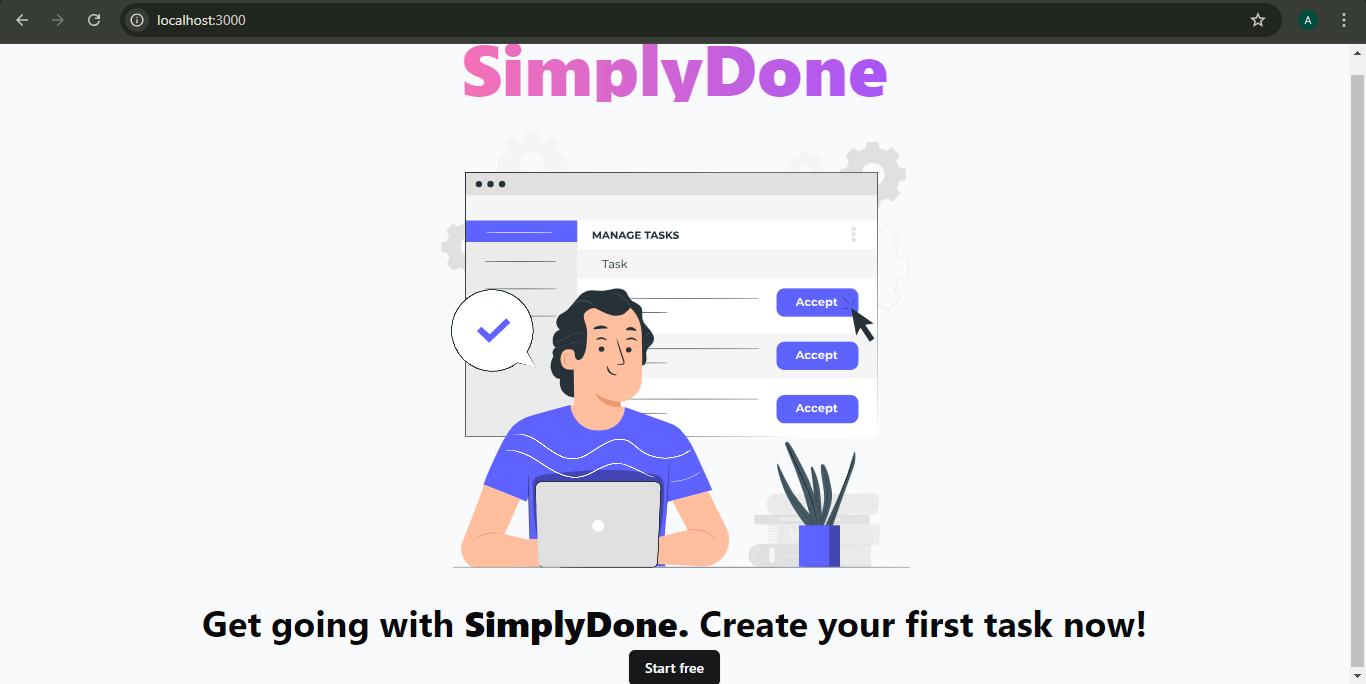 localhost:3000
A
SimplyDone
MANAGE TASKS
Task
Accept
Accept
Accept
Get going with SimplyDone. Create your first task now!
Start free